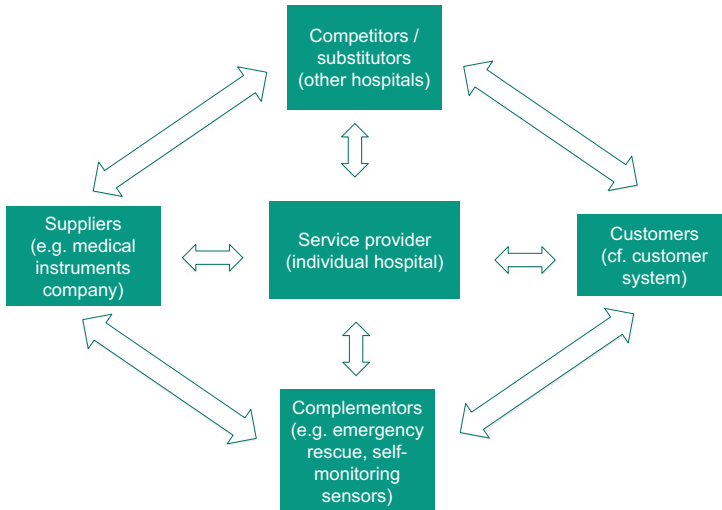 Competitors /
substitutors
(other hospitals)
Suppliers
(e.g. medical
instruments
company)
Service provider
(individual hospital)
Customers
(cf. customer
system)
Complementors
(e.g. emergency
rescue, self-
monitoring
sensors)